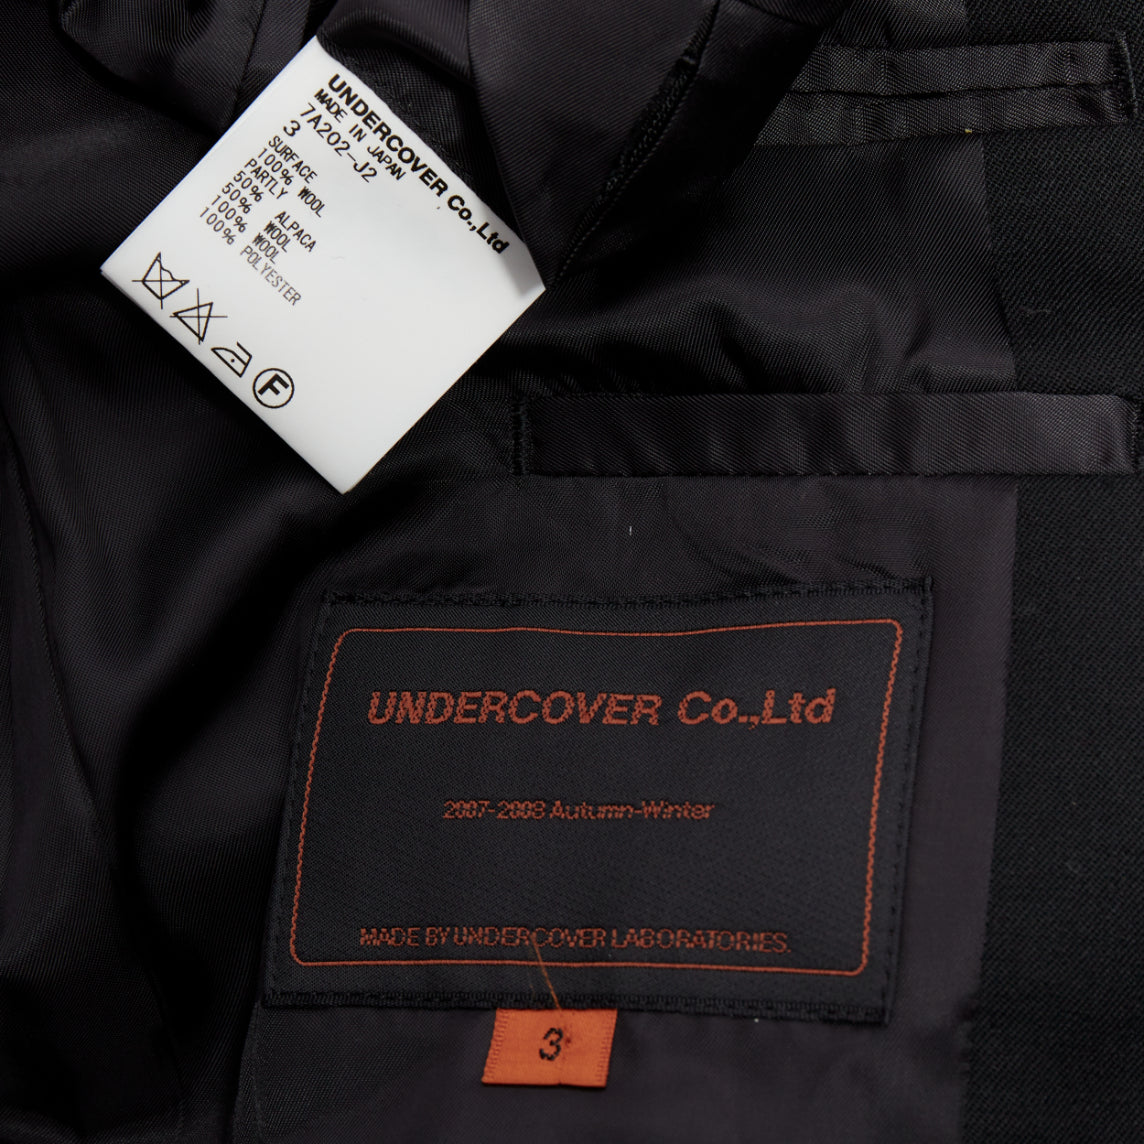 UNDERCOVER Co.,Ltd
MADE IN JAPAN
7A202-J2
3
SURFACE
100% WOOL
PARTLY
50% ALPACA
50% WOOL
100% WOOL
100% POLYESTER
F
UNDERCOVER Co.,Ltd
2007-2008 Autumn-Winter
MADE BY UNDERCOVER LABORATORIES.
3